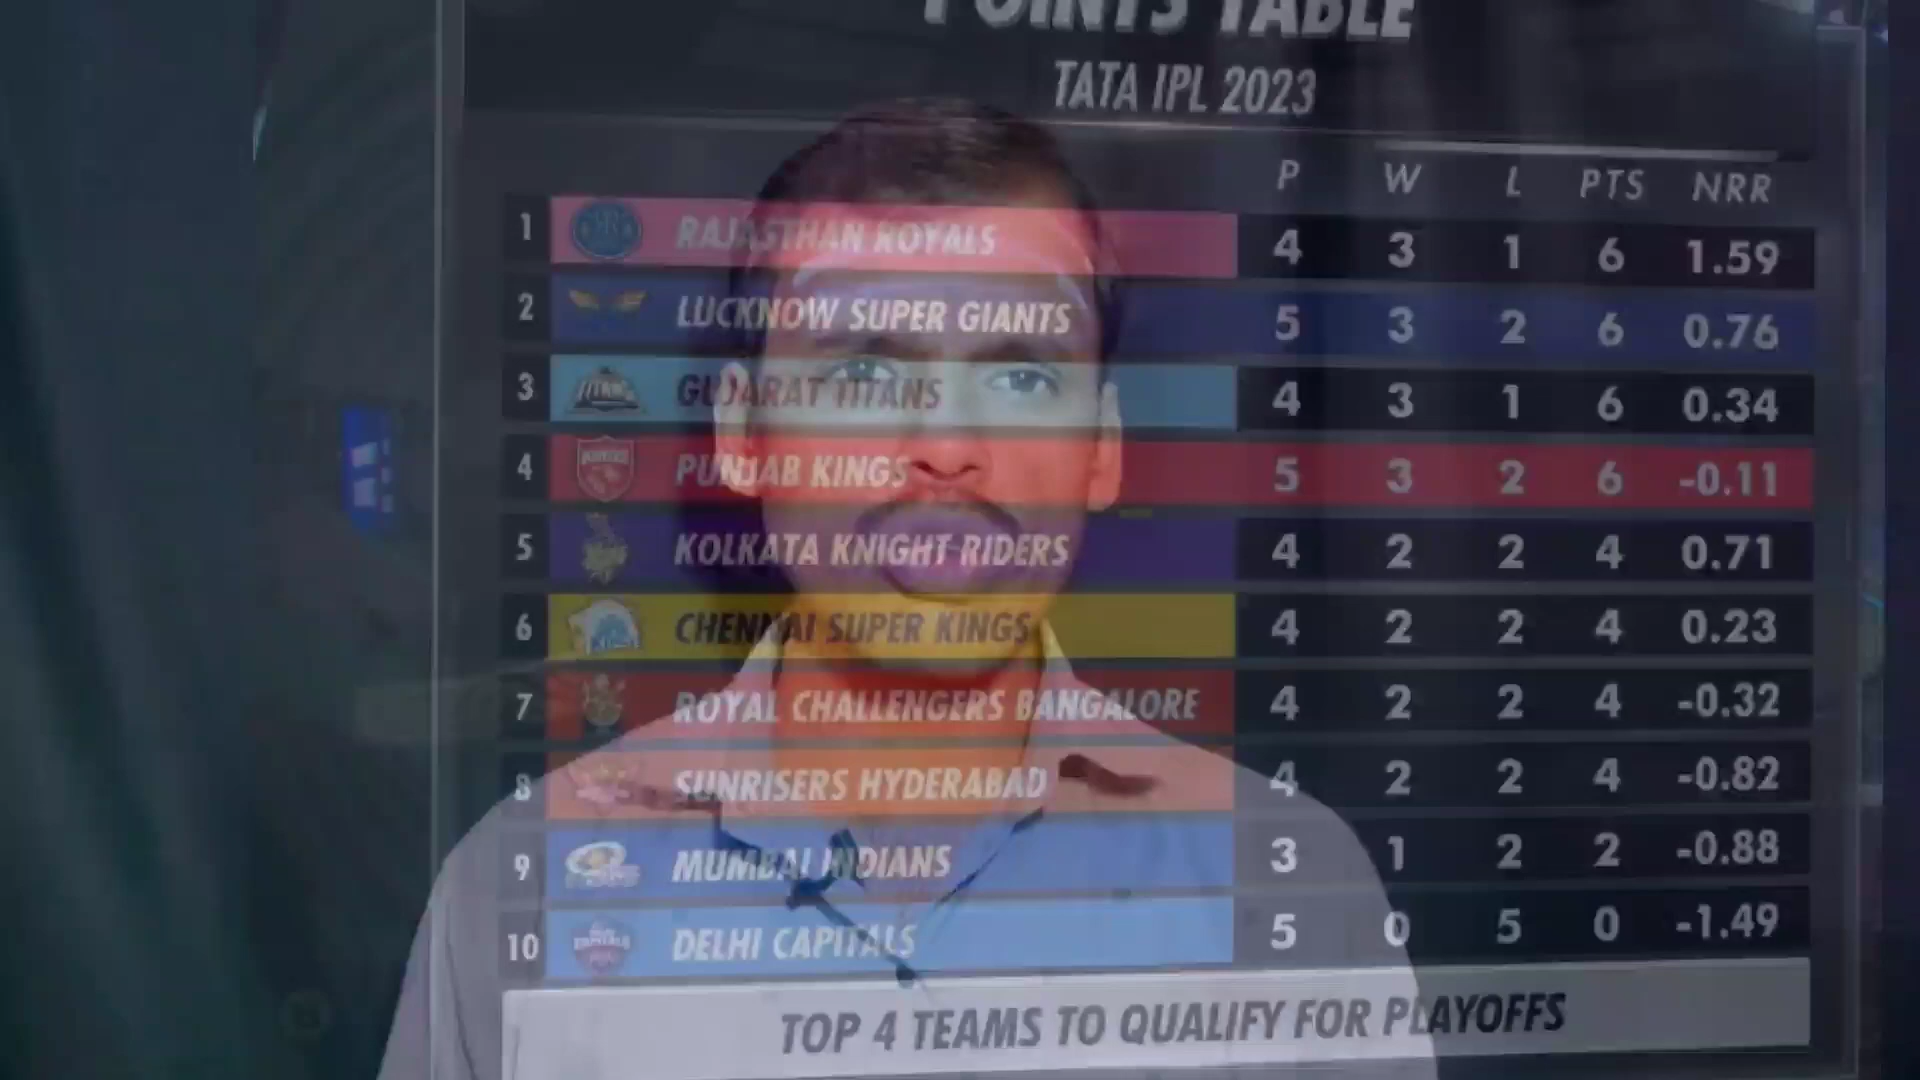 POINTS TABLE
TATA IPL 2023
P W L PTS NRR
1 RAJASTHAN ROYALS 4 3 1 6 1.59
2 LUCKNOW SUPER GIANTS 5 3 2 6 0.76
3 TITANS GUJARAT TITANS 4 3 1 6 0.34
4 PUNJAB KINGS 5 3 2 6 -0.11
5 KOLKATA KNIGHT RIDERS 4 2 2 4 0.71
6 CHENNAI SUPER KINGS 4 2 2 4 0.23
7 ROYAL CHALLENGERS BANGALORE 4 2 2 4 -0.32
8 SUNRISERS HYDERABAD 4 2 2 4 -0.82
9 MUMBAI INDIANS 3 1 2 2 -0.88
10 DELHI CAPITALS 5 0 5 0 -1.49
TOP 4 TEAMS TO QUALIFY FOR PLAYOFFS